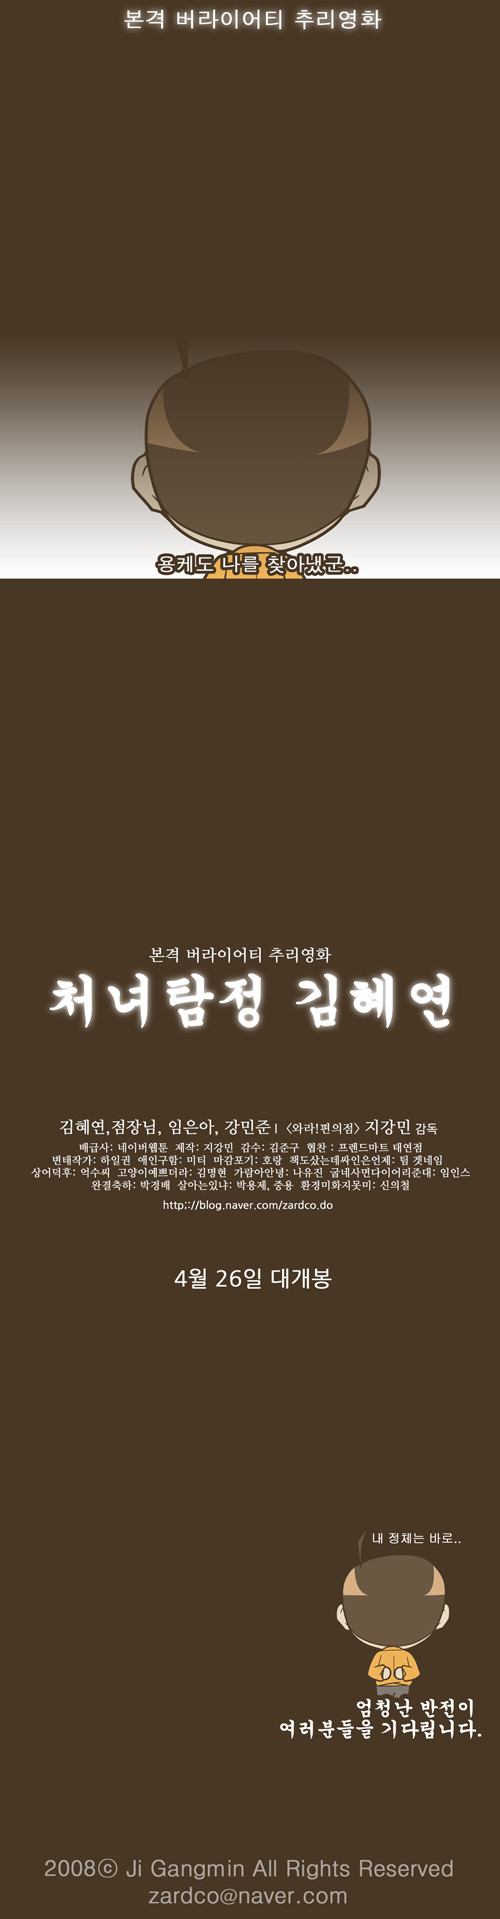 본격 버라이어티 추리영화
용케도 나를 찾아냈군..
본격 버라이어티 추리영화
처녀탐정 김혜연
김혜연,점장님, 임은아, 강민준 | <와라!편의점> 지강민 감독
배급사: 네이버웹툰 제작: 지강민 감수: 김준구 협찬 : 프렌드마트 태연점
변태작가: 하일권 애인구함: 미티 마감포기: 호랑 책도샀는데싸인은언제: 팀 겟네임
상어덕후: 억수씨 고양이예쁘더라: 김명현 가림아안녕: 나유진 굽네사면다이어리준대: 임인스
완결축하: 박경배 살아는있냐: 박용제, 중용 환경미화지못미: 신의철
http;://blog.naver.com/zardco.do
4월 26일 대개봉
내 정체는 바로..
엄청난 반전이
여러분들을 기다립니다.
2008ⓒ Ji Gangmin All Rights Reserved
zardco@naver.com